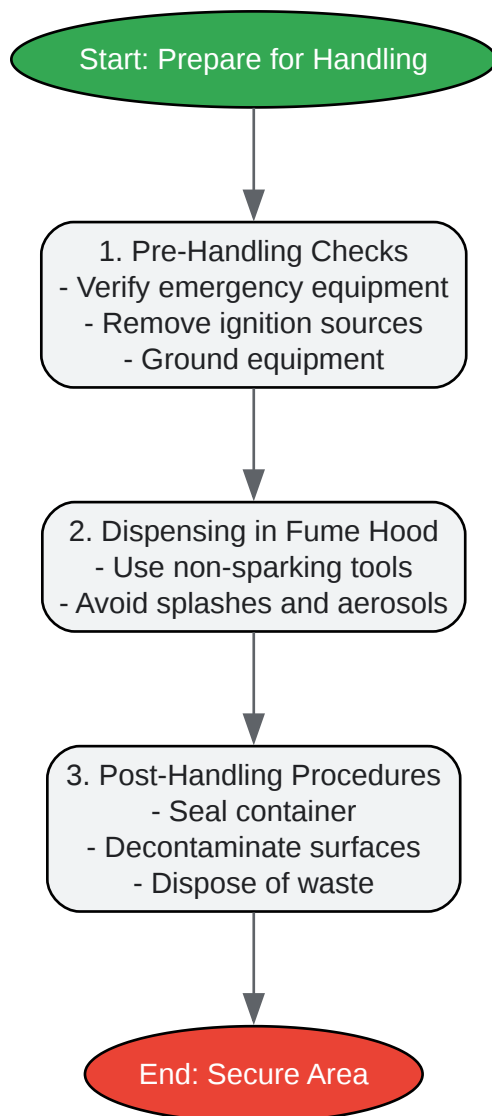 Start: Prepare for Handling
1. Pre-Handling Checks
- Verify emergency equipment
- Remove ignition sources
- Ground equipment
2. Dispensing in Fume Hood
- Use non-sparking tools
- Avoid splashes and aerosols
3. Post-Handling Procedures
- Seal container
- Decontaminate surfaces
- Dispose of waste
End: Secure Area